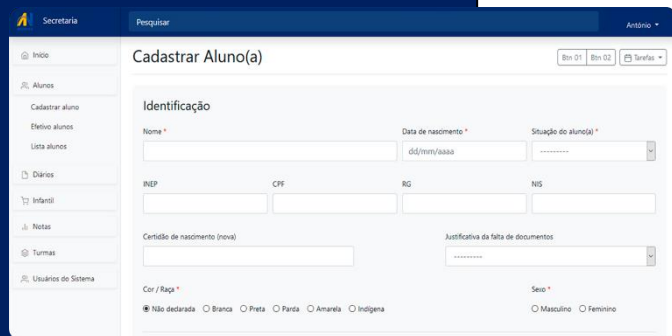 Secretaria
Pesquisar
António
Início
Alunos
Cadastrar aluno
Efetivo alunos
Lista alunos
Diários
Infantil
Notas
Turmas
Usuários do Sistema
Cadastrar Aluno(a)
Btn 01 Btn 02 Tarefas
Identificação
Nome * Data de nascimento * Situação do aluno(a) *
dd/mm/aaaa ---------
INEP CPF RG NIS
Certidão de nascimento (nova) Justificativa da falta de documentos
---------
Cor / Raça * Sexo *
Não declarada Branca Preta Parda Amarela Indígena Masculino Feminino